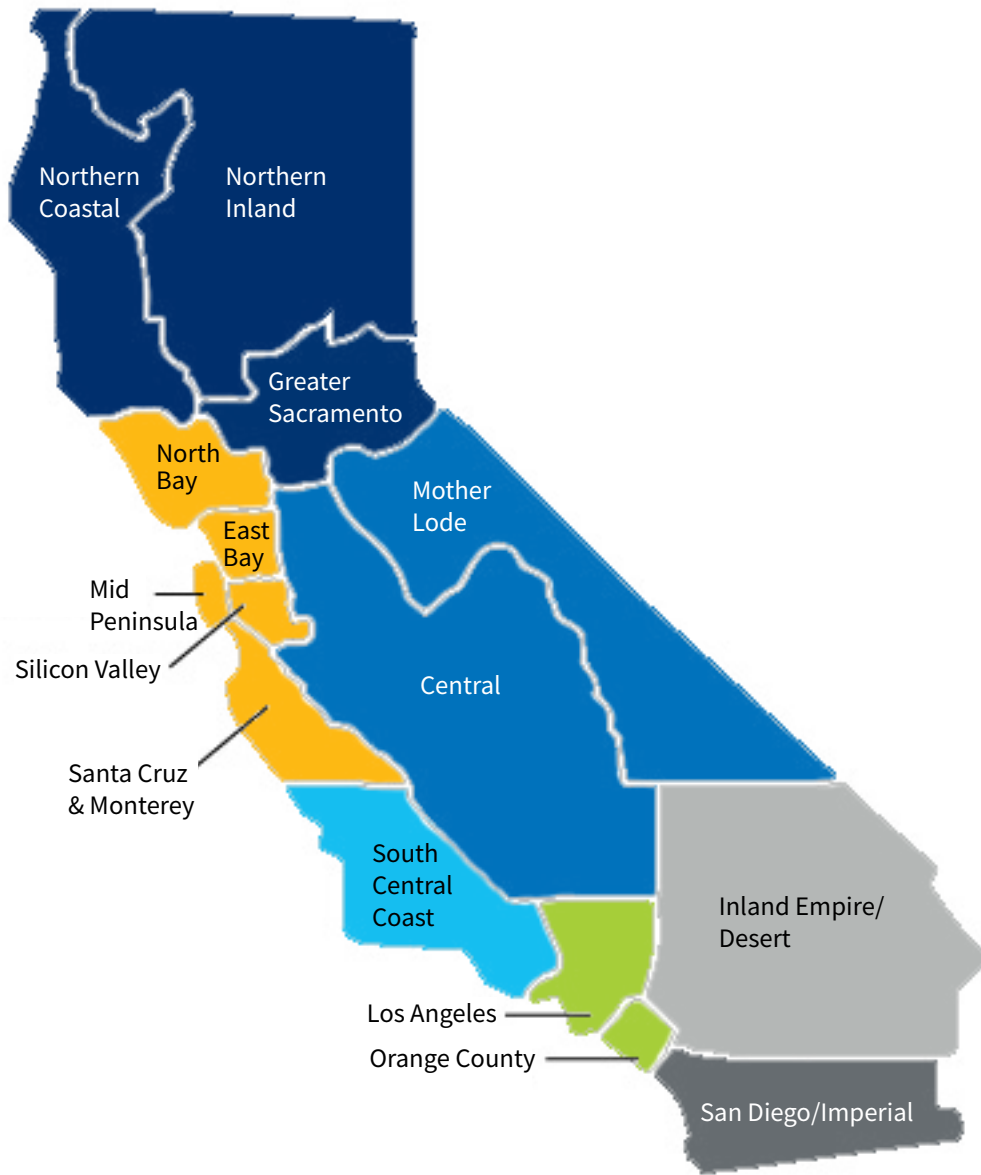 Northern
Coastal
Northern
Inland
Greater
Sacramento
North
Bay
Mother
Lode
East
Bay
Mid
Peninsula
Silicon Valley
Central
Santa Cruz
& Monterey
South
Central
Coast
Inland Empire/
Desert
Los Angeles
Orange County
San Diego/Imperial